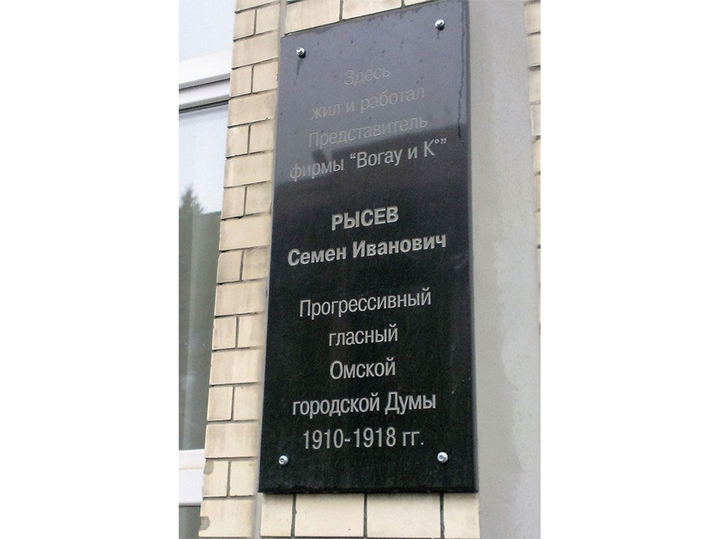 Здесь
жил и работал
Представитель
фирмы "Вогау и К°"
РЫСЕВ
Семен Иванович
Прогрессивный
гласный
Омской
городской Думы
1910-1918 гг.